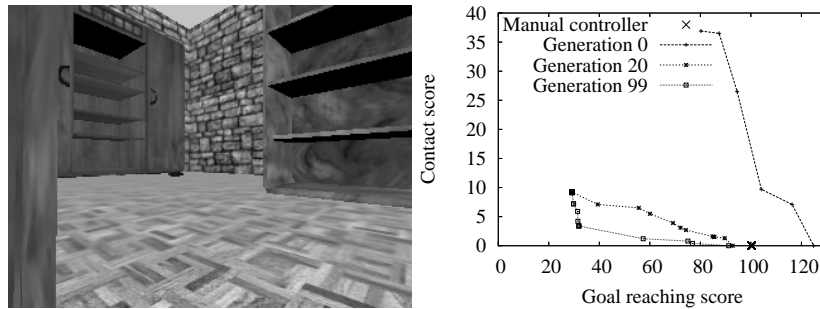 Manual controller
Generation 0
Generation 20
Generation 99
Contact score
40
35
30
25
20
15
10
5
0
0 20 40 60 80 100 120
Goal reaching score